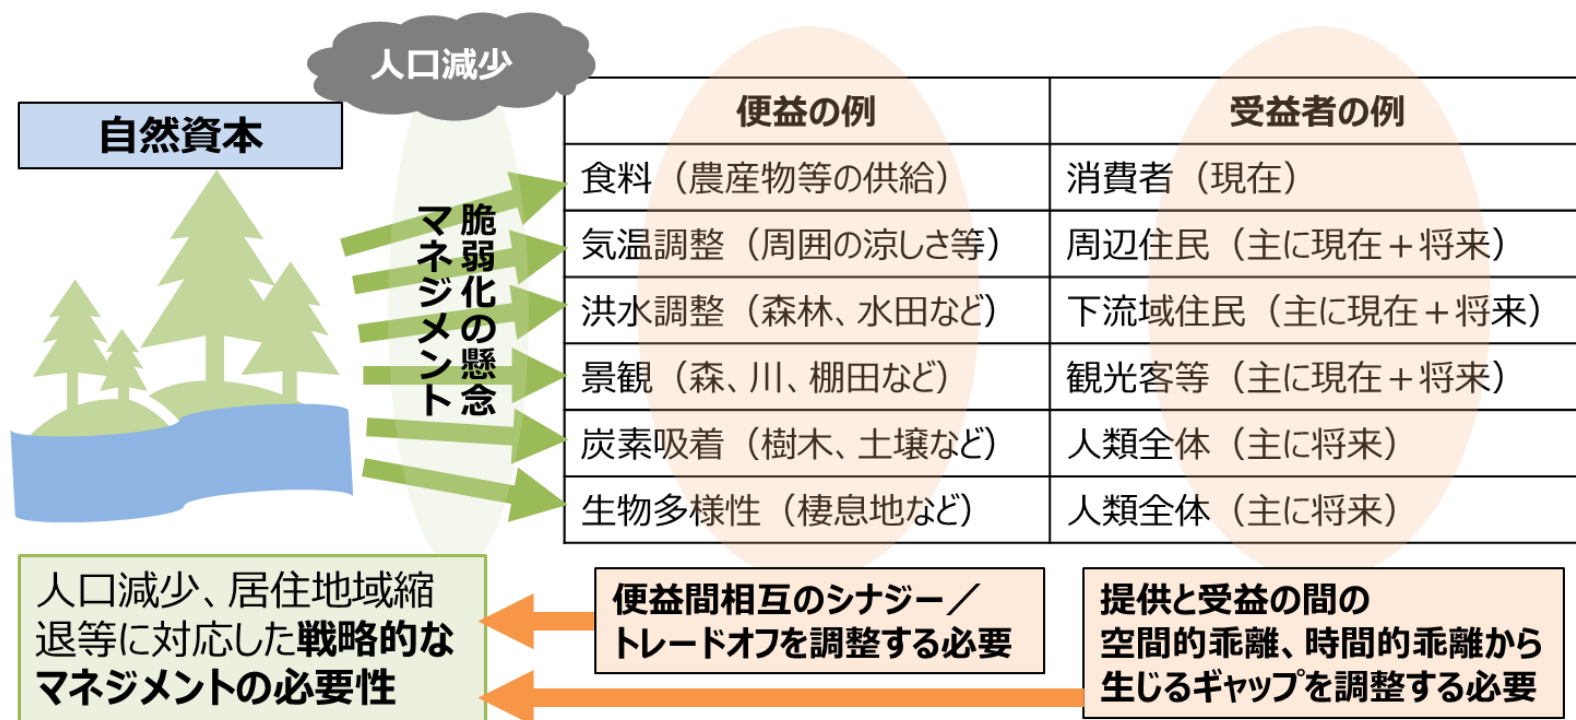 人口減少
自然資本
マネジメント
脆弱化の懸念
便益の例
受益者の例
食料（農産物等の供給）
消費者（現在）
気温調整（周囲の涼しさ等）
周辺住民（主に現在＋将来）
洪水調整（森林、水田など）
下流域住民（主に現在＋将来）
景観（森、川、棚田など）
観光客等（主に現在＋将来）
炭素吸着（樹木、土壌など）
人類全体（主に将来）
生物多様性（棲息地など）
人類全体（主に将来）
人口減少、居住地域縮
退等に対応した戦略的な
マネジメントの必要性
便益間相互のシナジー／
トレードオフを調整する必要
提供と受益の間の
空間的乖離、時間的乖離から
生じるギャップを調整する必要